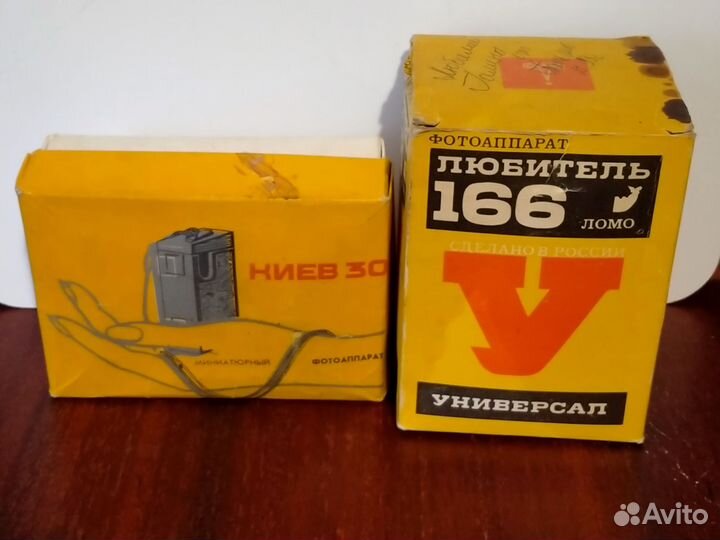 КИЕВ 30
МИНИАТЮРНЫЙ ФОТОАППАРАТ
ФОТОАППАРАТ
ЛЮБИТЕЛЬ
166
ЛОМО
СДЕЛАНО В РОССИИ
У
УНИВЕРСАЛ
Avito